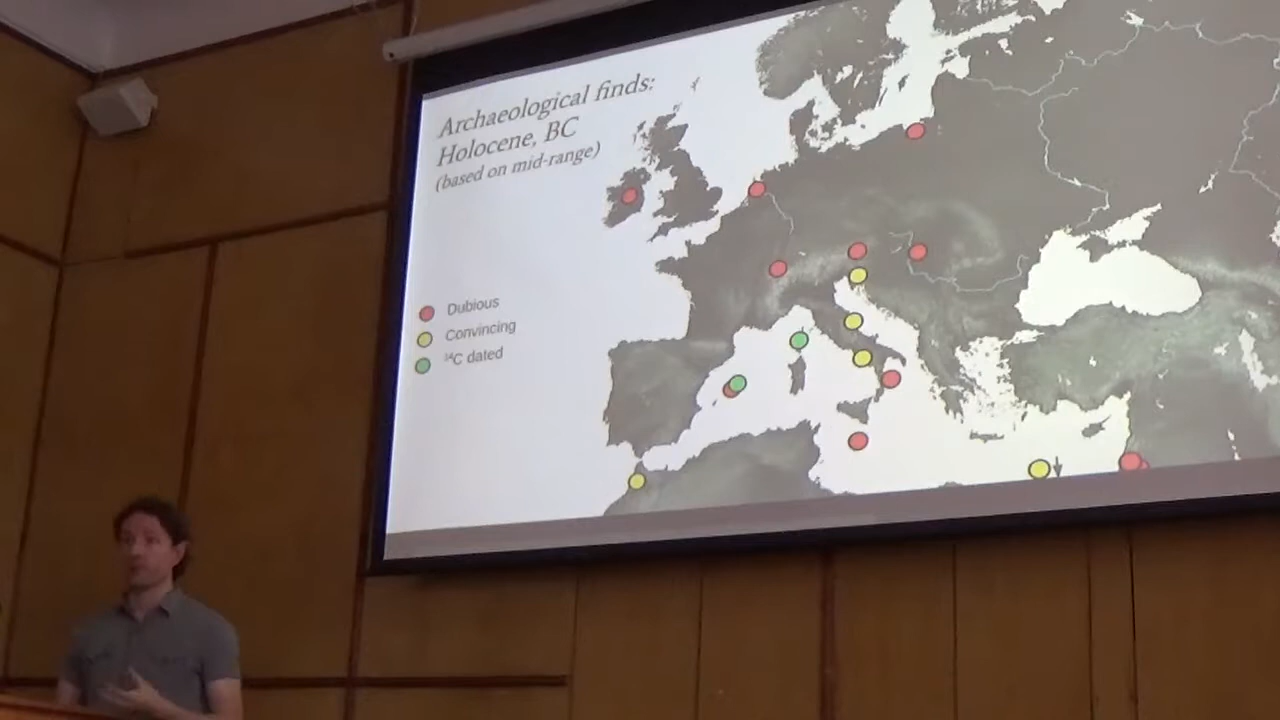 Archaeological finds:
Holocene, BC
(based on mid-range)
Dubious
Convincing
¹⁴C dated